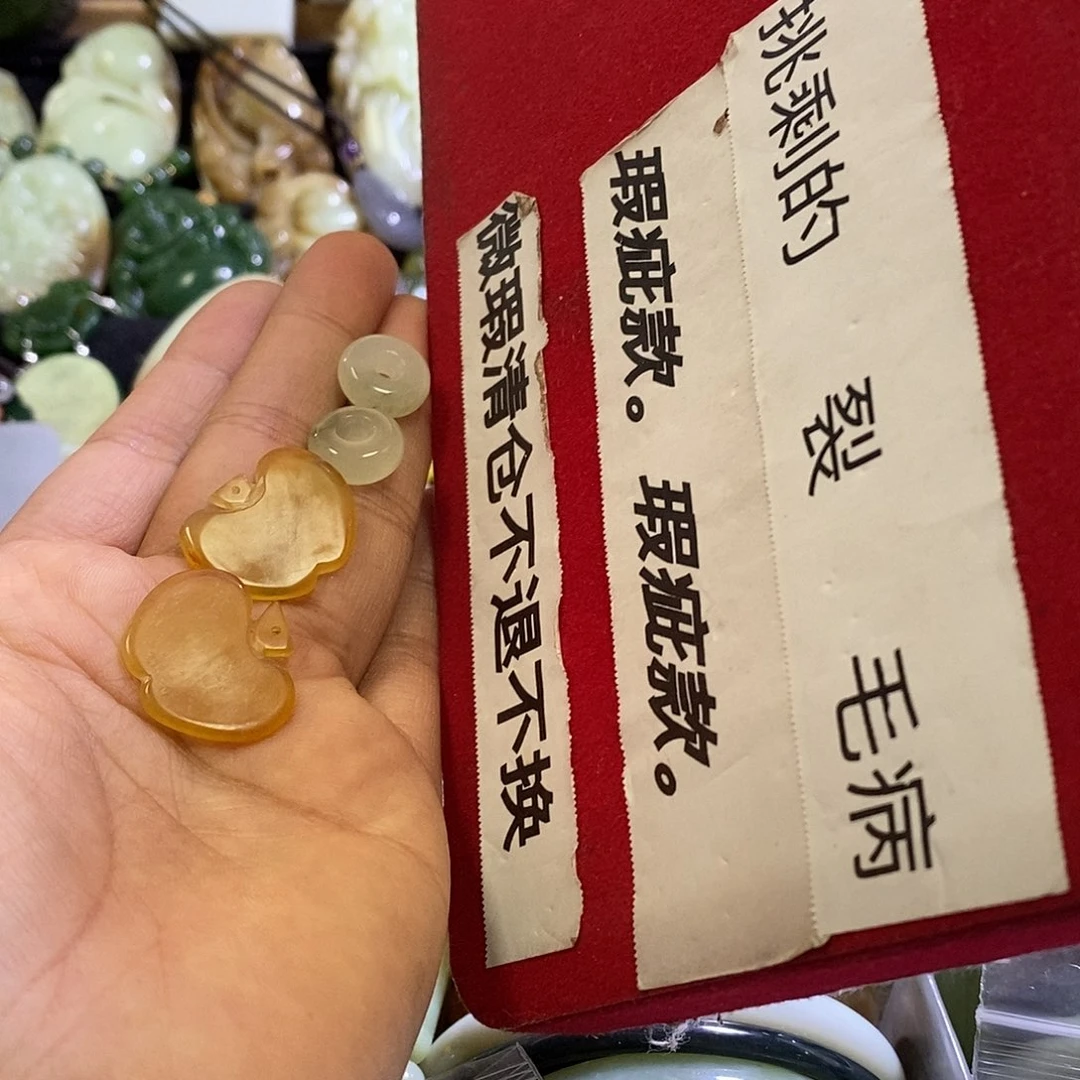 挑剩的 裂 毛病
瑕疵款。 瑕疵款。
微瑕清仓不退不换